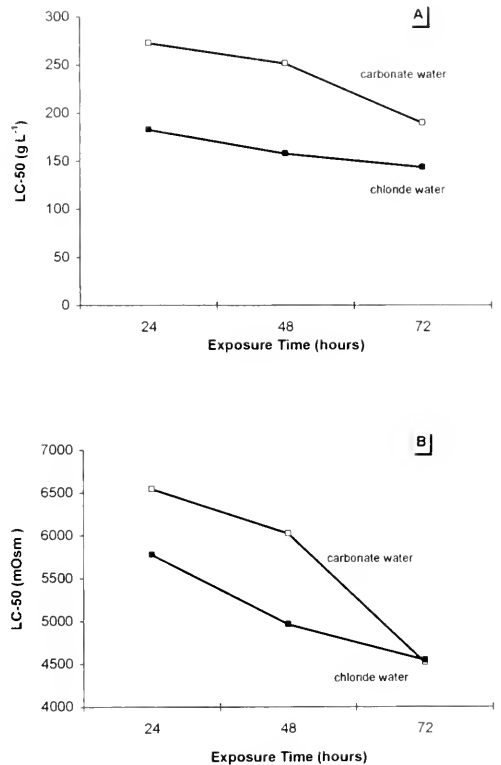 A
300
250
200
150
100
50
0
LC-50 (g L⁻¹)
carbonate water
chlonde water
24 48 72
Exposure Time (hours)
B
7000
6500
6000
5500
5000
4500
4000
LC-50 (mOsm )
carbonate water
chlonde water
24 48 72
Exposure Time (hours)